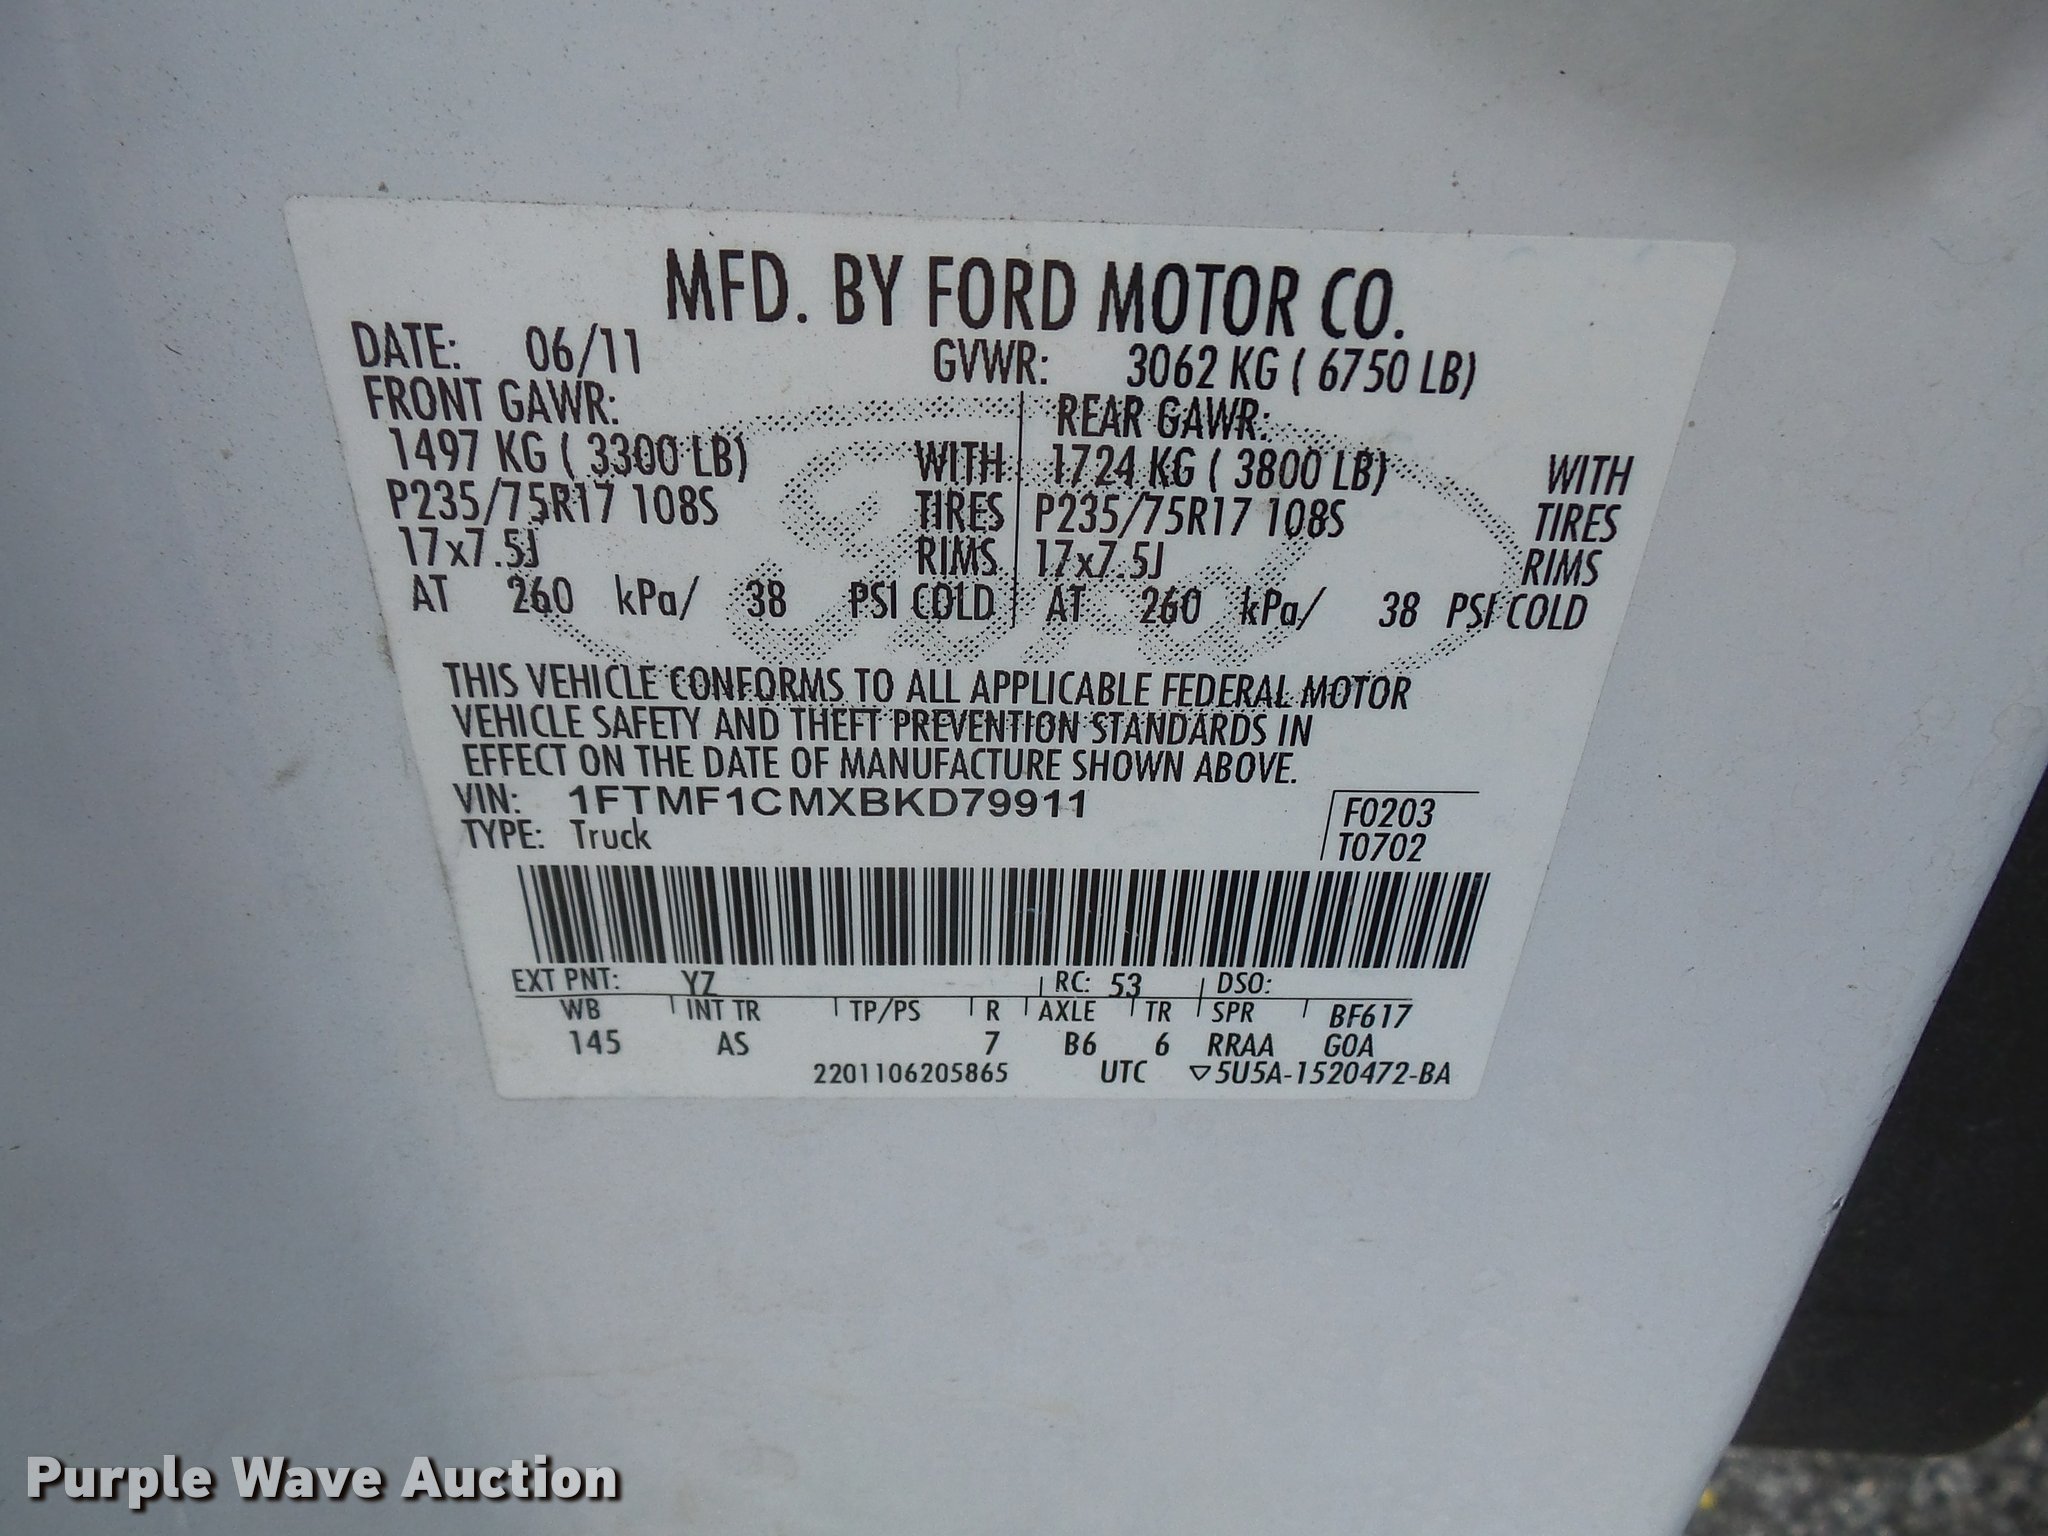 MFD. BY FORD MOTOR CO.
DATE: 06/11 GVWR: 3062 KG ( 6750 LB)
FRONT GAWR: REAR GAWR:
1497 KG ( 3300 LB) WITH 1724 KG ( 3800 LB) WITH
P235/75R17 108S TIRES P235/75R17 108S TIRES
17x7.5J RIMS 17x7.5J RIMS
AT 260 kPa/ 38 PSI COLD AT 260 kPa/ 38 PSI COLD
Ford
THIS VEHICLE CONFORMS TO ALL APPLICABLE FEDERAL MOTOR
VEHICLE SAFETY AND THEFT PREVENTION STANDARDS IN
EFFECT ON THE DATE OF MANUFACTURE SHOWN ABOVE.
VIN: 1FTMF1CMXBKD79911 F0203
TYPE: Truck T0702
EXT PNT: YZ RC: 53 DSO:
WB INT TR TP/PS R AXLE TR SPR BF617
145 AS 7 B6 6 RRAA G0A
2201106205865 UTC ▽5U5A-1520472-BA
Purple Wave Auction